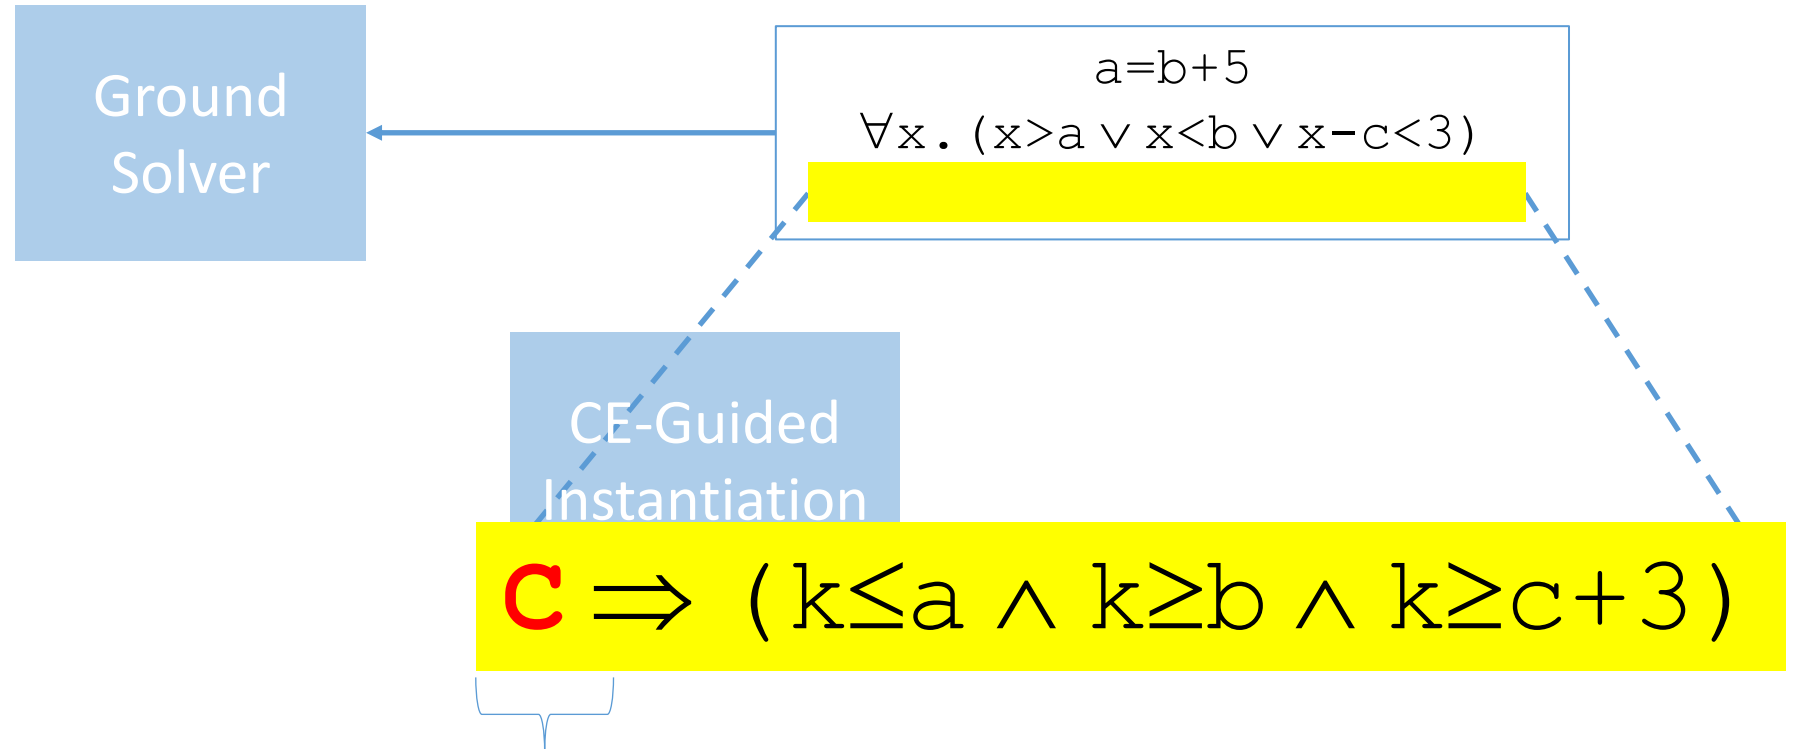 Ground
Solver
a=b+5
∀x.(x>a ∨ x<b ∨ x-c<3)
CE-Guided
Instantiation
C ⇒ (k≤a ∧ k≥b ∧ k≥c+3)